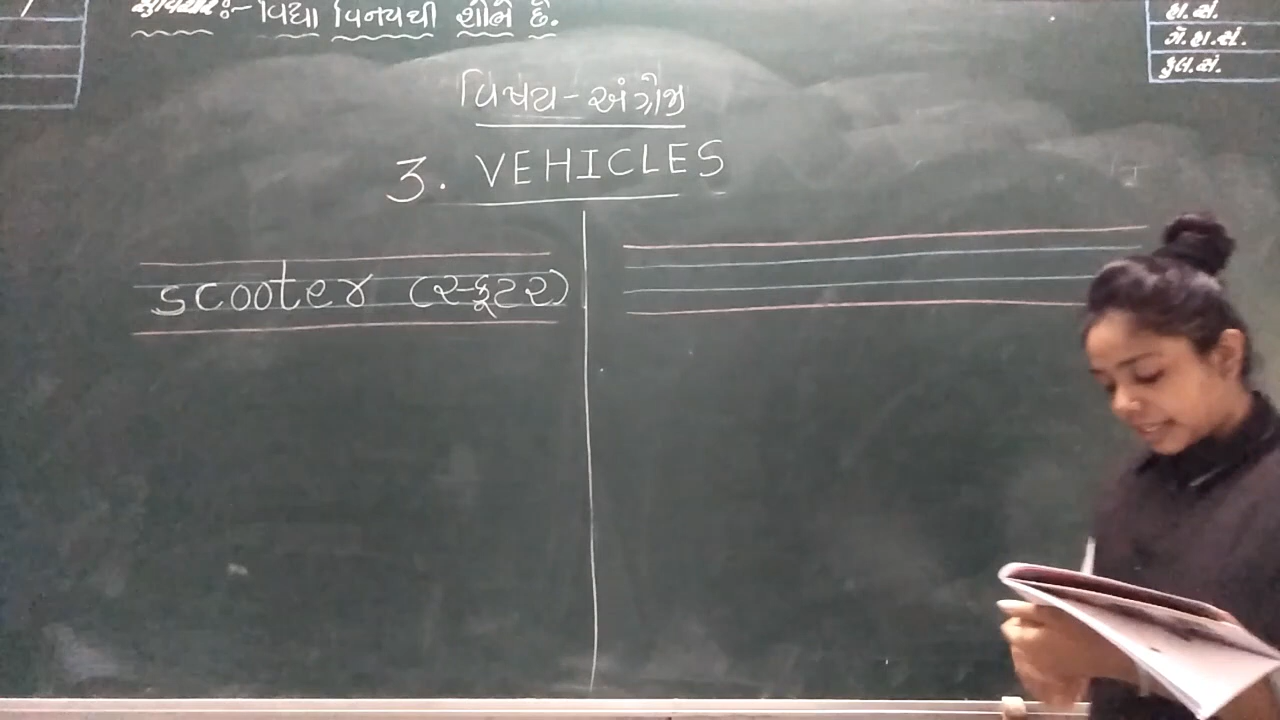 સુવિચાર :- વિદ્યા વિનયથી શોભે છે.
હા. સં.
ગે. હા. સં.
કુલ. સં.
વિષય - અંગ્રેજી
3. VEHICLES
scooter (સ્કૂટર)